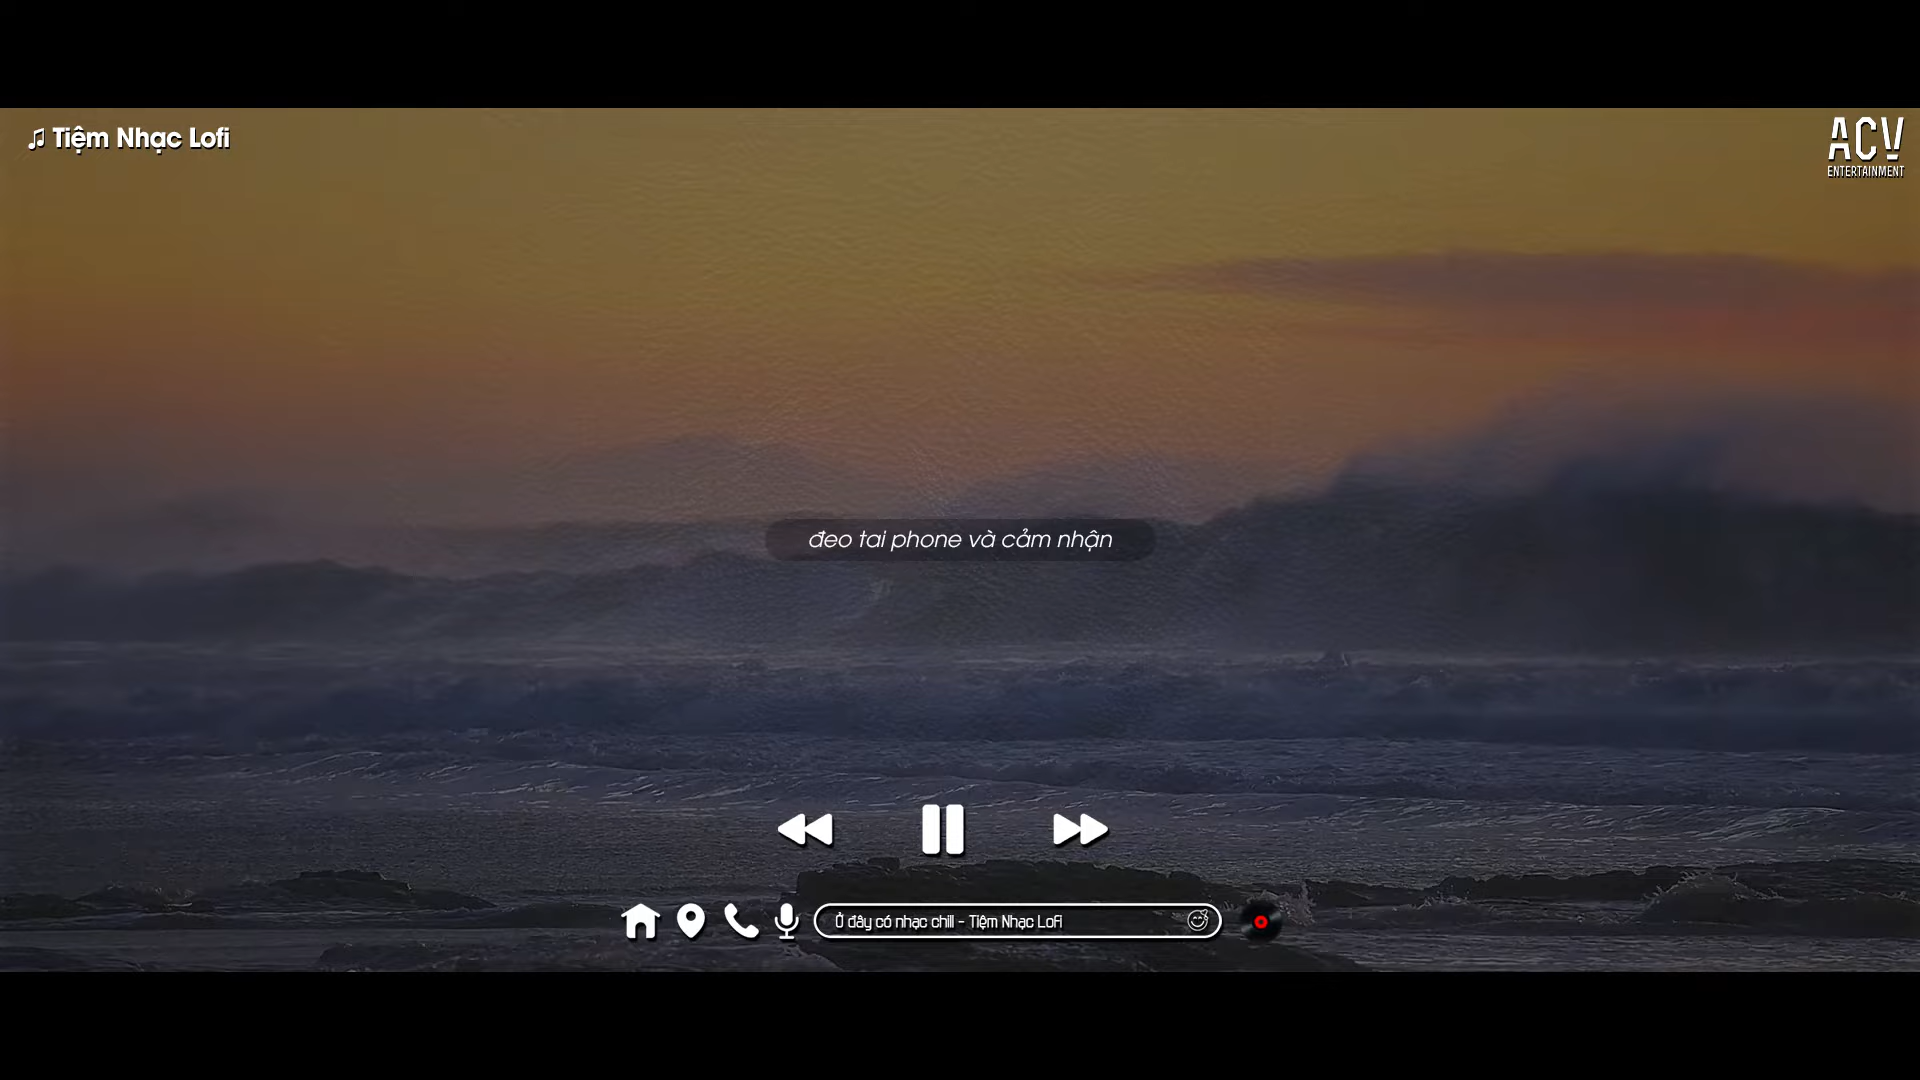 ♫ Tiệm Nhạc Lofi
ACV
ENTERTAINMENT
đeo tai phone và cảm nhận
Ở đây có nhạc chill - Tiệm Nhạc Lofi